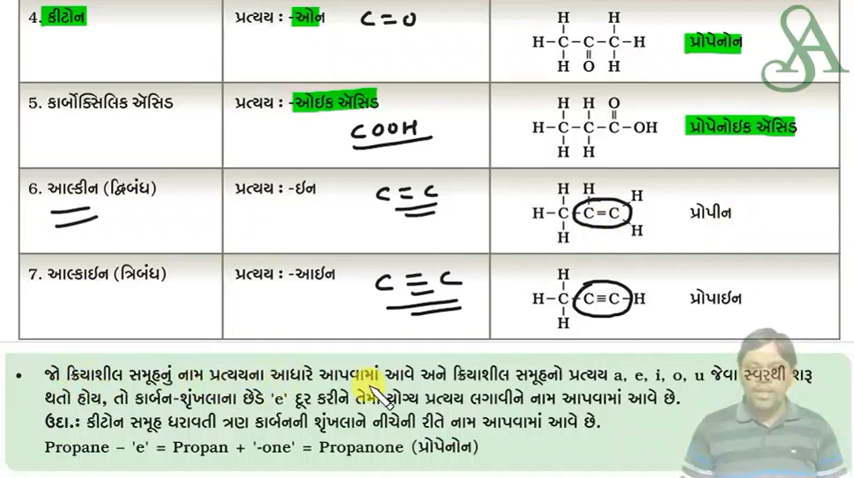 4. કીટોન
પ્રત્યય : -ઓન
C=O
H H
H-C-C-C-H
H O H
પ્રોપેનોન
5. કાર્બોક્સિલિક ઍસિડ
પ્રત્યય : -ઓઇક ઍસિડ
COOH
H H O
H-C-C-C-OH
H H
પ્રોપેનોઇક ઍસિડ
6. આલ્કીન (દ્વિબંધ)
પ્રત્યય : -ઇન
C=C
H H H
H-C-C=C
H H
પ્રોપીન
7. આલ્કાઇન (ત્રિબંધ)
પ્રત્યય : -આઇન
C≡C
H
H-C-C≡C-H
H
પ્રોપાઇન
• જો ક્રિયાશીલ સમૂહનું નામ પ્રત્યયના આધારે આપવામાં આવે અને ક્રિયાશીલ સમૂહનો પ્રત્યય a, e, i, o, u જેવા સ્વરથી શરૂ
થતો હોય, તો કાર્બન-શૃંખલાના છેડે 'e' દૂર કરીને તેમાં યોગ્ય પ્રત્યય લગાવીને નામ આપવામાં આવે છે.
ઉદા.: કીટોન સમૂહ ધરાવતી ત્રણ કાર્બનની શૃંખલાને નીચેની રીતે નામ આપવામાં આવે છે.
Propane – 'e' = Propan + '-one' = Propanone (પ્રોપેનોન)